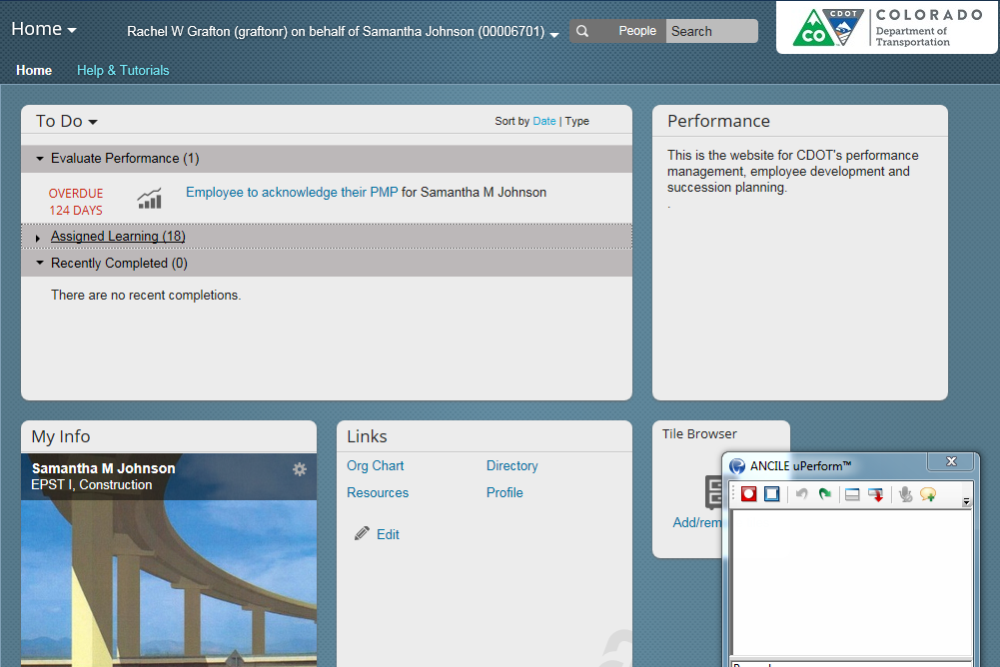 Home
Rachel W Grafton (graftonr) on behalf of Samantha Johnson (00006701)
People
Search
CO
CDOT
COLORADO
Department of
Transportation
Home
Help & Tutorials
To Do
Sort by Date | Type
Evaluate Performance (1)
OVERDUE
124 DAYS
Employee to acknowledge their PMP for Samantha M Johnson
Assigned Learning (18)
Recently Completed (0)
There are no recent completions.
Performance
This is the website for CDOT's performance
management, employee development and
succession planning.
.
My Info
Samantha M Johnson
EPST I, Construction
Links
Org Chart
Directory
Resources
Profile
Edit
Tile Browser
Add/rem
ANCILE uPerform™